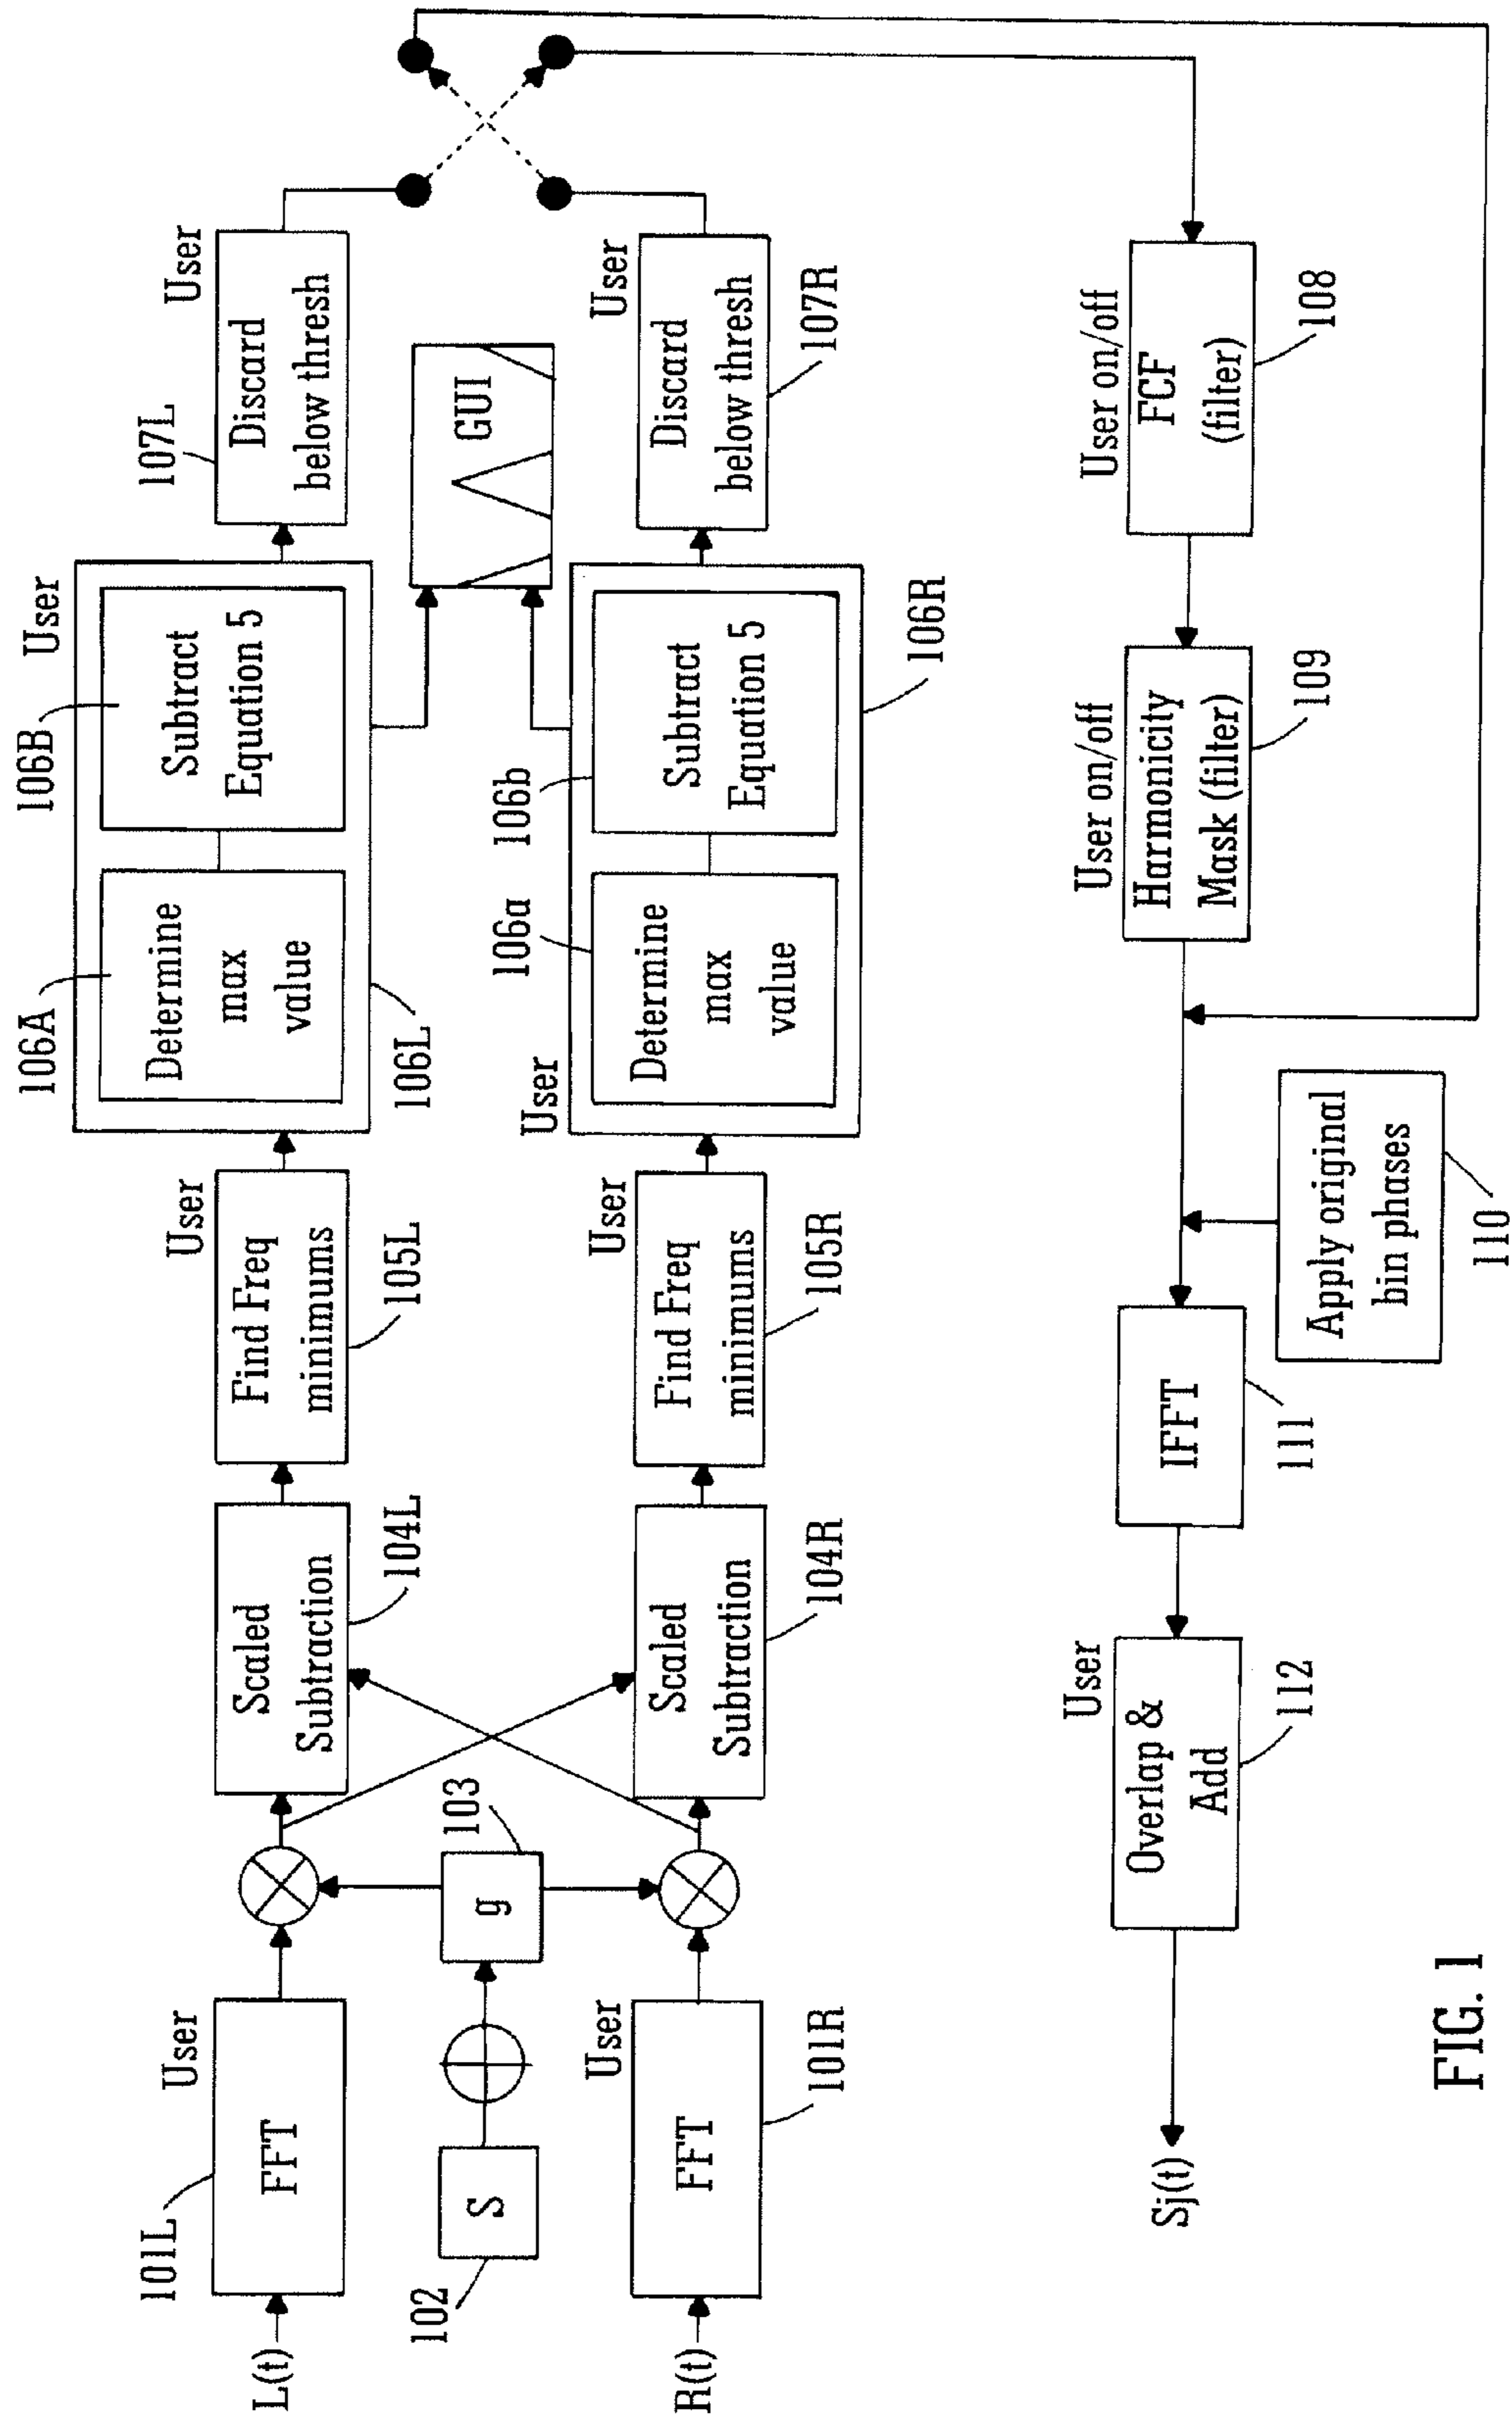 107L
User
Discard
below thresh
106B
User
Subtract
Equation 5
106A
Determine
max
value
106L
GUI
User
Discard
below thresh
107R
106b
Subtract
Equation 5
106R
106a
Determine
max
value
User
User
Find Freq
minimums
105L
User
Find Freq
minimums
105R
Scaled
Subtraction
104L
Scaled
Subtraction
104R
103
g
101L
User
FFT
L(t)
102
S
User
FFT
101R
R(t)
User on/off
FCF
(filter)
108
User on/off
Harmonicity
Mask (filter)
109
Apply original
bin phases
110
IFFT
111
User
Overlap &
Add
112
Sj(t)
FIG. 1